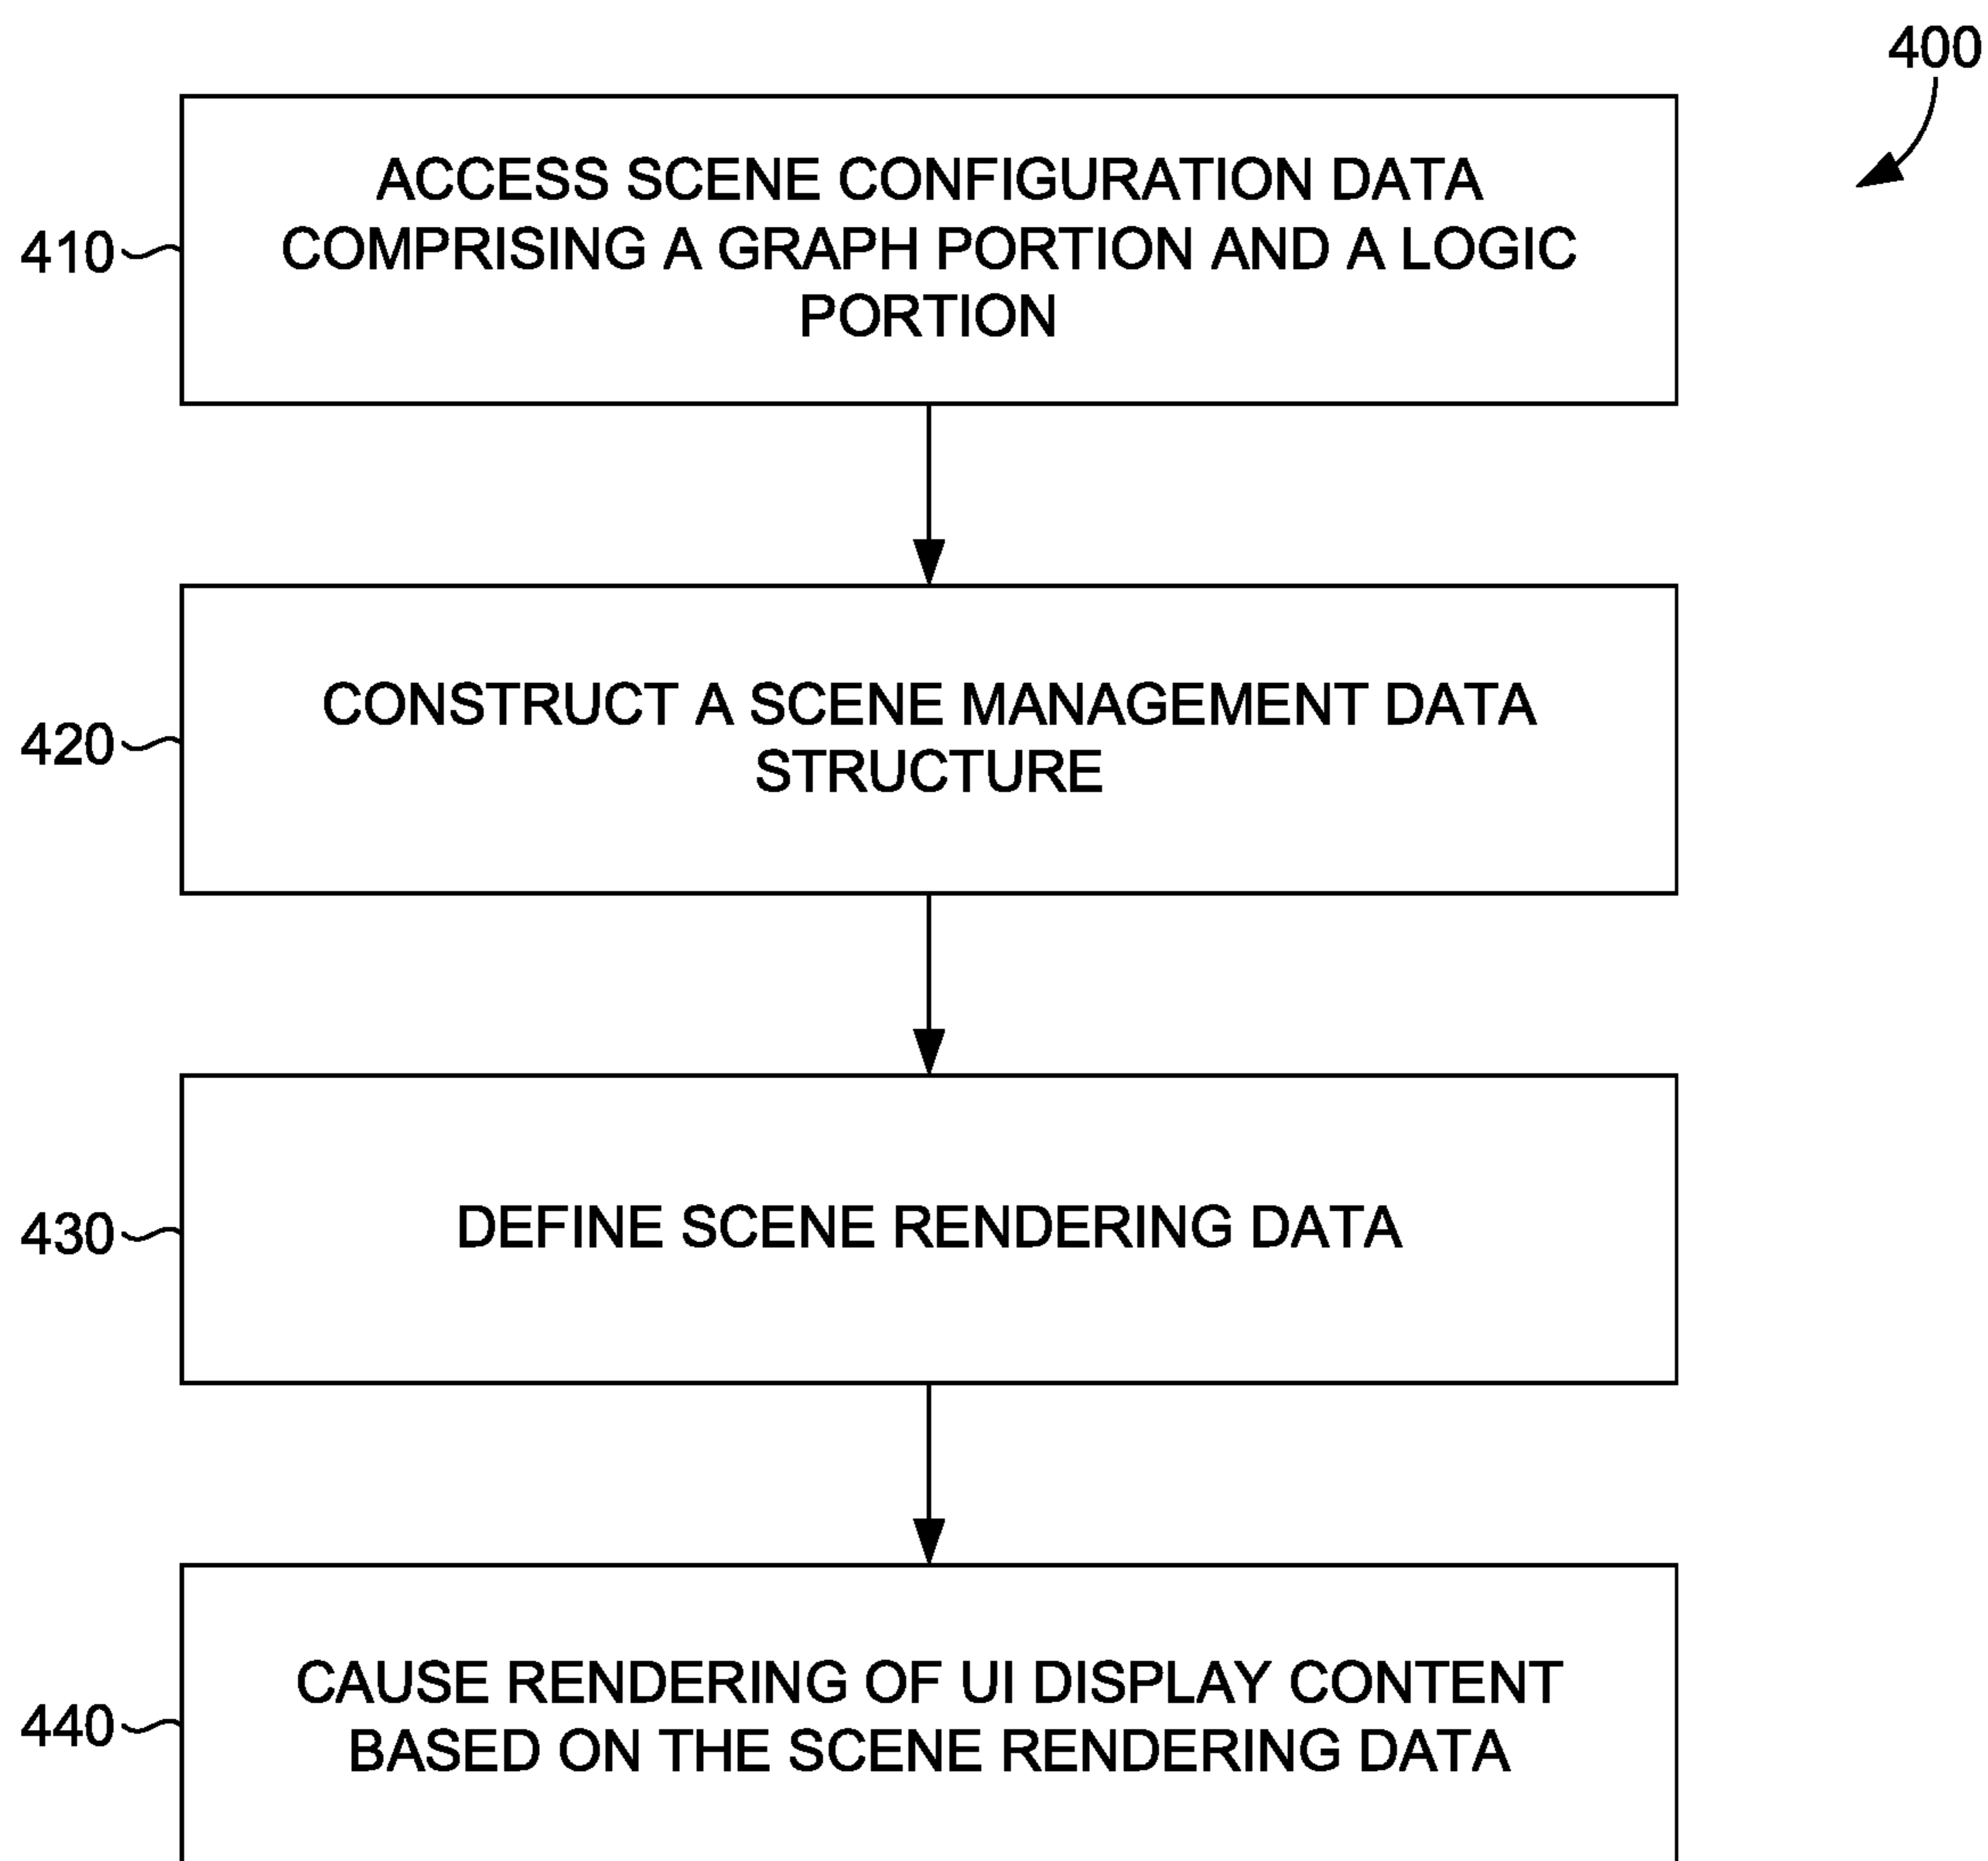 400
ACCESS SCENE CONFIGURATION DATA
COMPRISING A GRAPH PORTION AND A LOGIC
PORTION
410
CONSTRUCT A SCENE MANAGEMENT DATA
STRUCTURE
420
DEFINE SCENE RENDERING DATA
430
CAUSE RENDERING OF UI DISPLAY CONTENT
BASED ON THE SCENE RENDERING DATA
440